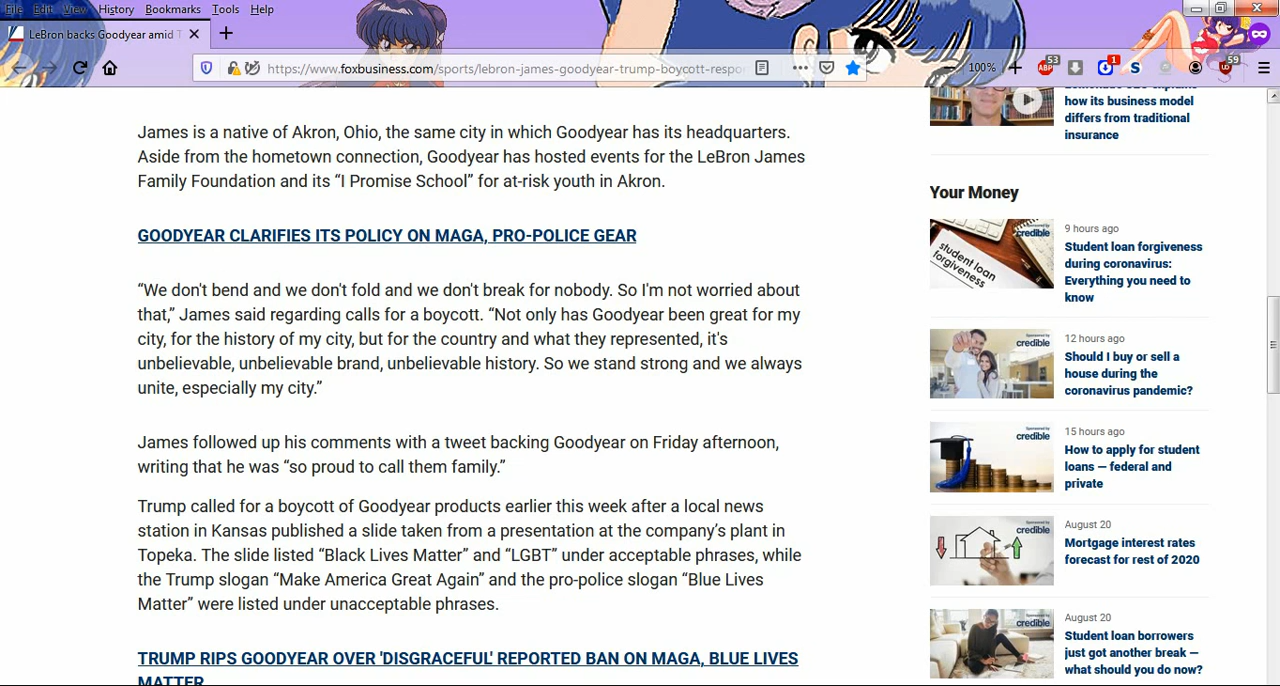 File Edit View History Bookmarks Tools Help
LeBron backs Goodyear amid T
https://www.foxbusiness.com/sports/lebron-james-goodyear-trump-boycott-respo
100%
53
1
59
James is a native of Akron, Ohio, the same city in which Goodyear has its headquarters.
Aside from the hometown connection, Goodyear has hosted events for the LeBron James
Family Foundation and its “I Promise School” for at-risk youth in Akron.
GOODYEAR CLARIFIES ITS POLICY ON MAGA, PRO-POLICE GEAR
“We don't bend and we don't fold and we don't break for nobody. So I'm not worried about
that,” James said regarding calls for a boycott. “Not only has Goodyear been great for my
city, for the history of my city, but for the country and what they represented, it's
unbelievable, unbelievable brand, unbelievable history. So we stand strong and we always
unite, especially my city.”
James followed up his comments with a tweet backing Goodyear on Friday afternoon,
writing that he was “so proud to call them family.”
Trump called for a boycott of Goodyear products earlier this week after a local news
station in Kansas published a slide taken from a presentation at the company’s plant in
Topeka. The slide listed “Black Lives Matter” and “LGBT” under acceptable phrases, while
the Trump slogan “Make America Great Again” and the pro-police slogan “Blue Lives
Matter” were listed under unacceptable phrases.
TRUMP RIPS GOODYEAR OVER 'DISGRACEFUL' REPORTED BAN ON MAGA, BLUE LIVES
MATTER
how its business model
differs from traditional
insurance
Your Money
student loan
forgiveness
credible
9 hours ago
Student loan forgiveness
during coronavirus:
Everything you need to
know
credible
12 hours ago
Should I buy or sell a
house during the
coronavirus pandemic?
credible
15 hours ago
How to apply for student
loans — federal and
private
credible
August 20
Mortgage interest rates
forecast for rest of 2020
credible
August 20
Student loan borrowers
just got another break —
what should you do now?